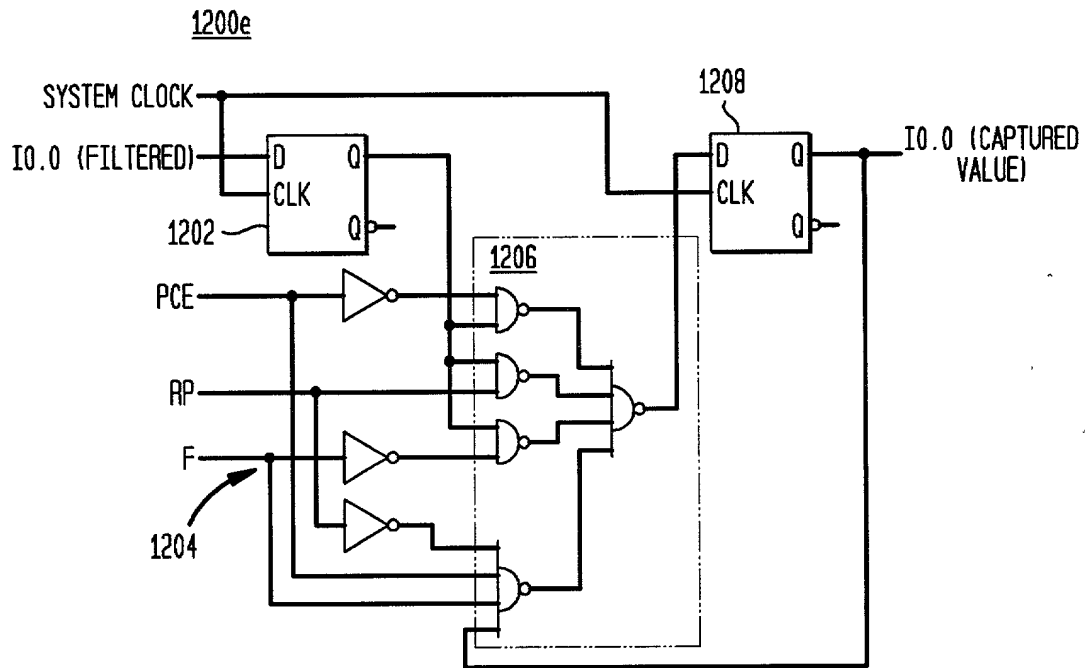 1200e
1208
SYSTEM CLOCK
I0.0 (FILTERED)
D
Q
CLK
Q
1202
D
Q
CLK
Q
I0.0 (CAPTURED
VALUE)
1206
PCE
RP
F
1204